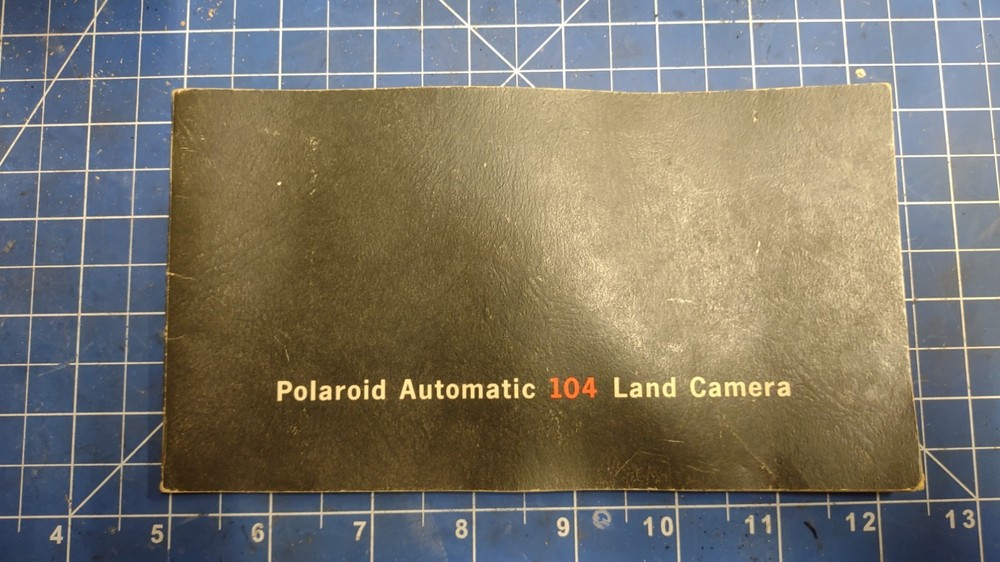 Polaroid Automatic 104 Land Camera
4 5 6 7 8 9 10 11 12 13